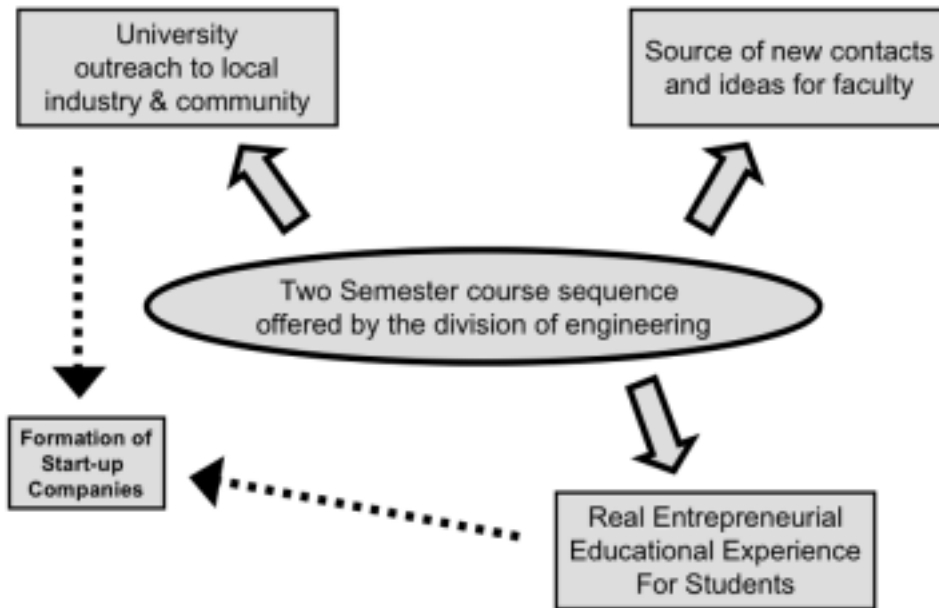 University
outreach to local
industry & community
Source of new contacts
and ideas for faculty
Two Semester course sequence
offered by the division of engineering
Formation of
Start-up
Companies
Real Entrepreneurial
Educational Experience
For Students